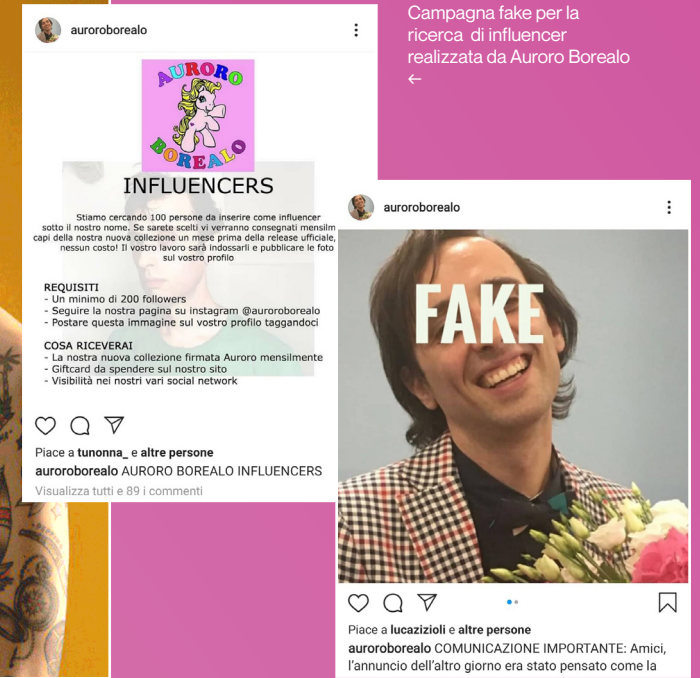 Campagna fake per la
ricerca di influencer
realizzata da Auroro Borealo
←
auroroborealo
AURORO
BOREALO
INFLUENCERS
Stiamo cercando 100 persone da inserire come influencer
sotto il nostro nome. Se sarete scelti vi verranno consegnati mensilm
capi della nostra nuova collezione un mese prima della release ufficiale,
nessun costo! Il vostro lavoro sarà indossarli e pubblicare le foto
sul vostro profilo
REQUISITI
- Un minimo di 200 followers
- Seguire la nostra pagina su instagram @auroroborealo
- Postare questa immagine sul vostro profilo taggandoci
COSA RICEVERAI
- La nostra nuova collezione firmata Auroro mensilmente
- Giftcard da spendere sul nostro sito
- Visibilità nei nostri vari social network
Piace a tunonna_ e altre persone
auroroborealo AURORO BOREALO INFLUENCERS
Visualizza tutti e 89 i commenti
auroroborealo
FAKE
Piace a lucazizioli e altre persone
auroroborealo COMUNICAZIONE IMPORTANTE: Amici,
l'annuncio dell'altro giorno era stato pensato come la